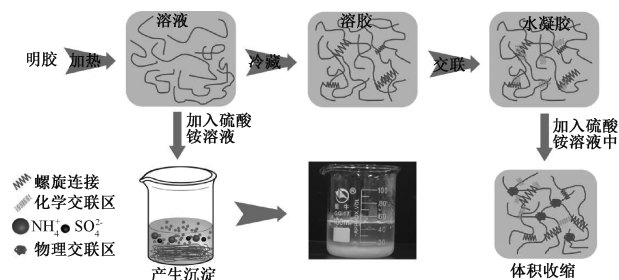 溶液
溶胶
水凝胶
明胶
加热
冷藏
交联
加入硫酸
铵溶液
加入硫酸
铵溶液中
螺旋连接
化学交联区
NH₄⁺ SO₄²⁻
物理交联区
产生沉淀
体积收缩
100
80